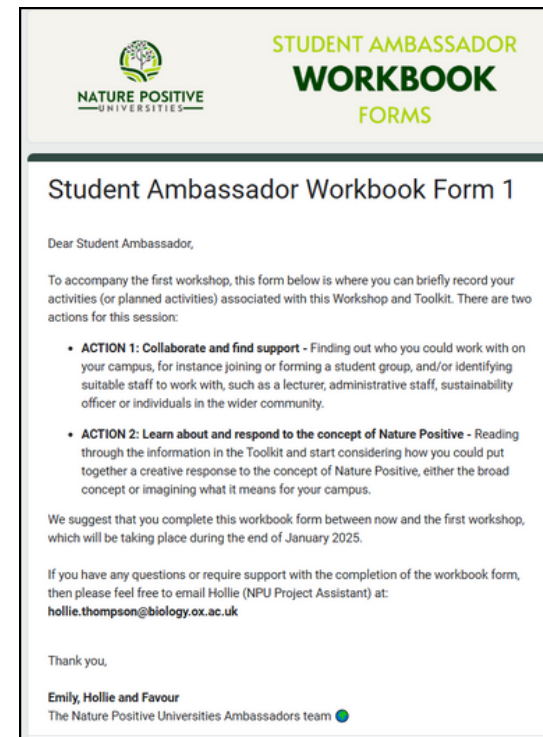 STUDENT AMBASSADOR
WORKBOOK
FORMS
NATURE POSITIVE
UNIVERSITIES
Student Ambassador Workbook Form 1
Dear Student Ambassador,
To accompany the first workshop, this form below is where you can briefly record your
activities (or planned activities) associated with this Workshop and Toolkit. There are two
actions for this session:
• ACTION 1: Collaborate and find support - Finding out who you could work with on
your campus, for instance joining or forming a student group, and/or identifying
suitable staff to work with, such as a lecturer, administrative staff, sustainability
officer or individuals in the wider community.
• ACTION 2: Learn about and respond to the concept of Nature Positive - Reading
through the information in the Toolkit and start considering how you could put
together a creative response to the concept of Nature Positive, either the broad
concept or imagining what it means for your campus.
We suggest that you complete this workbook form between now and the first workshop,
which will be taking place during the end of January 2025.
If you have any questions or require support with the completion of the workbook form,
then please feel free to email Hollie (NPU Project Assistant) at:
hollie.thompson@biology.ox.ac.uk
Thank you,
Emily, Hollie and Favour
The Nature Positive Universities Ambassadors team